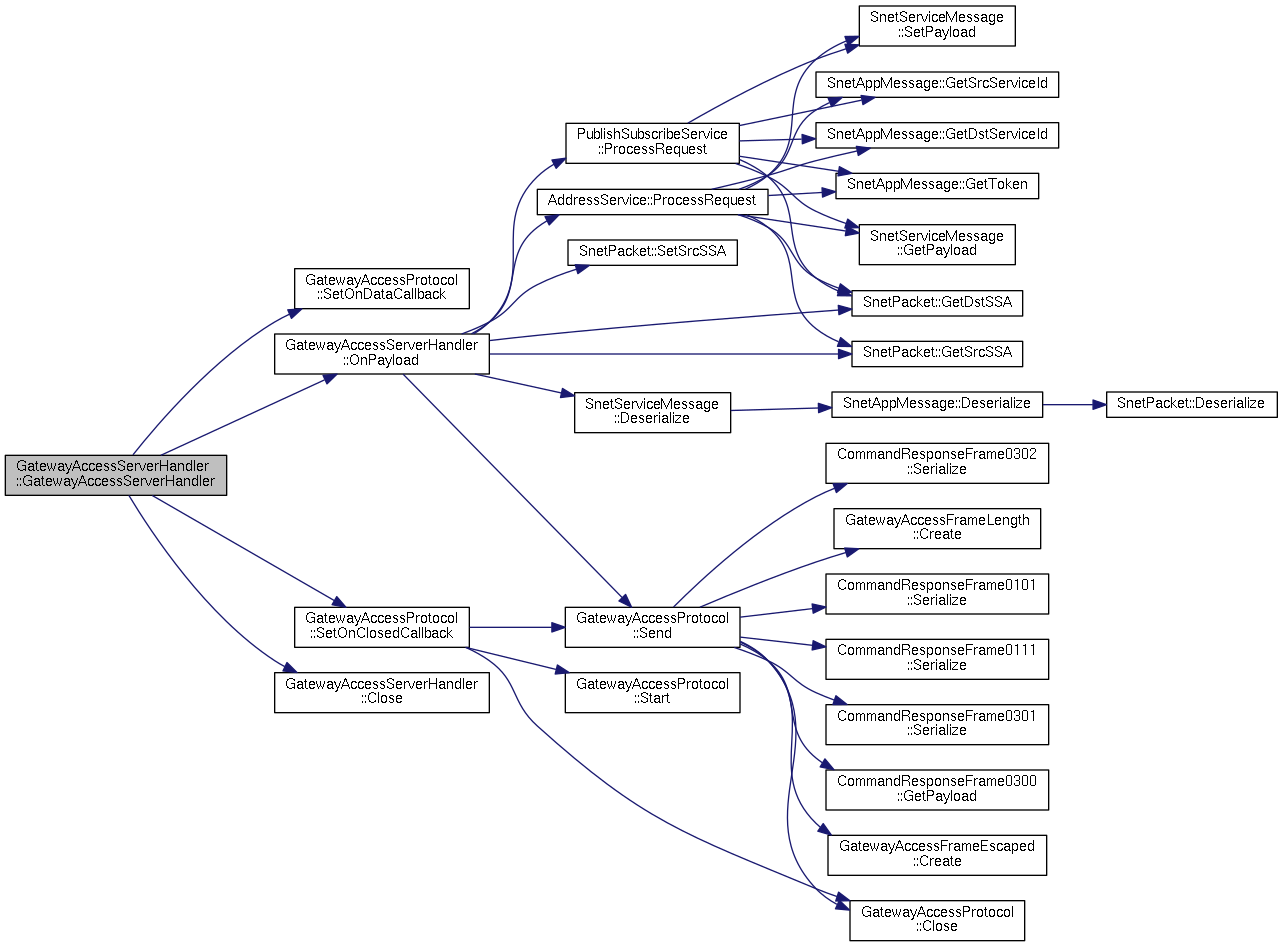 SnetServiceMessage
::SetPayload
SnetAppMessage::GetSrcServiceId
PublishSubscribeService
::ProcessRequest
SnetAppMessage::GetDstServiceId
SnetAppMessage::GetToken
AddressService::ProcessRequest
SnetServiceMessage
::GetPayload
SnetPacket::SetSrcSSA
GatewayAccessProtocol
::SetOnDataCallback
SnetPacket::GetDstSSA
GatewayAccessServerHandler
::OnPayload
SnetPacket::GetSrcSSA
SnetServiceMessage
::Deserialize
SnetAppMessage::Deserialize
SnetPacket::Deserialize
GatewayAccessServerHandler
::GatewayAccessServerHandler
CommandResponseFrame0302
::Serialize
GatewayAccessFrameLength
::Create
CommandResponseFrame0101
::Serialize
GatewayAccessProtocol
::SetOnClosedCallback
GatewayAccessProtocol
::Send
CommandResponseFrame0111
::Serialize
GatewayAccessServerHandler
::Close
GatewayAccessProtocol
::Start
CommandResponseFrame0301
::Serialize
CommandResponseFrame0300
::GetPayload
GatewayAccessFrameEscaped
::Create
GatewayAccessProtocol
::Close